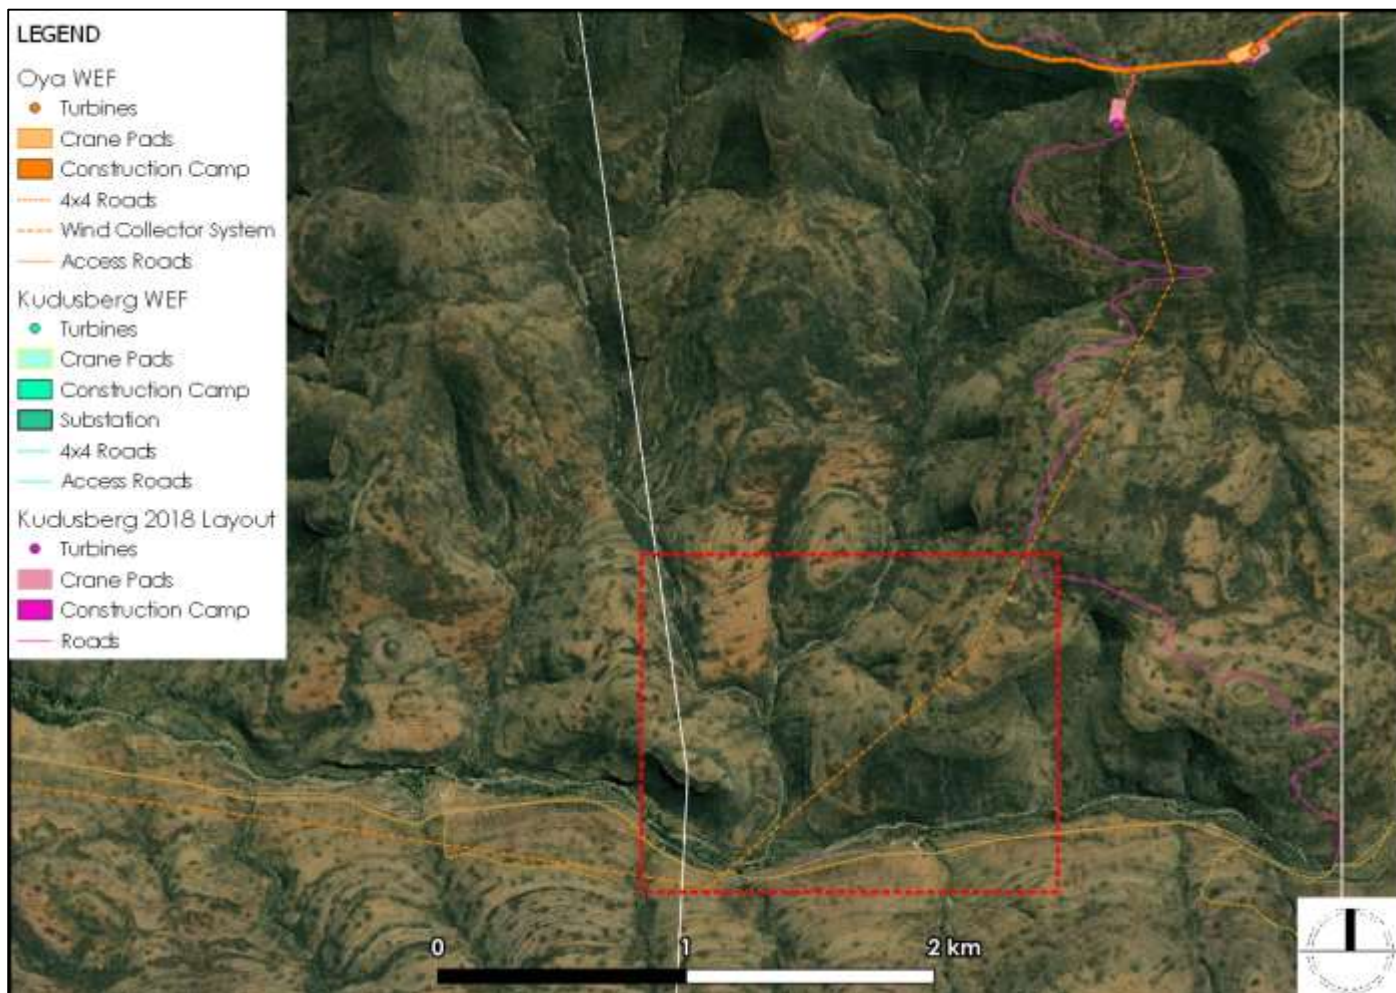 LEGEND
Oya WEF
Turbines
Crane Pads
Construction Camp
4x4 Roads
Wind Collector System
Access Roads
Kudusberg WEF
Turbines
Crane Pads
Construction Camp
Substation
4x4 Roads
Access Roads
Kudusberg 2018 Layout
Turbines
Crane Pads
Construction Camp
Roads
0 1 2 km